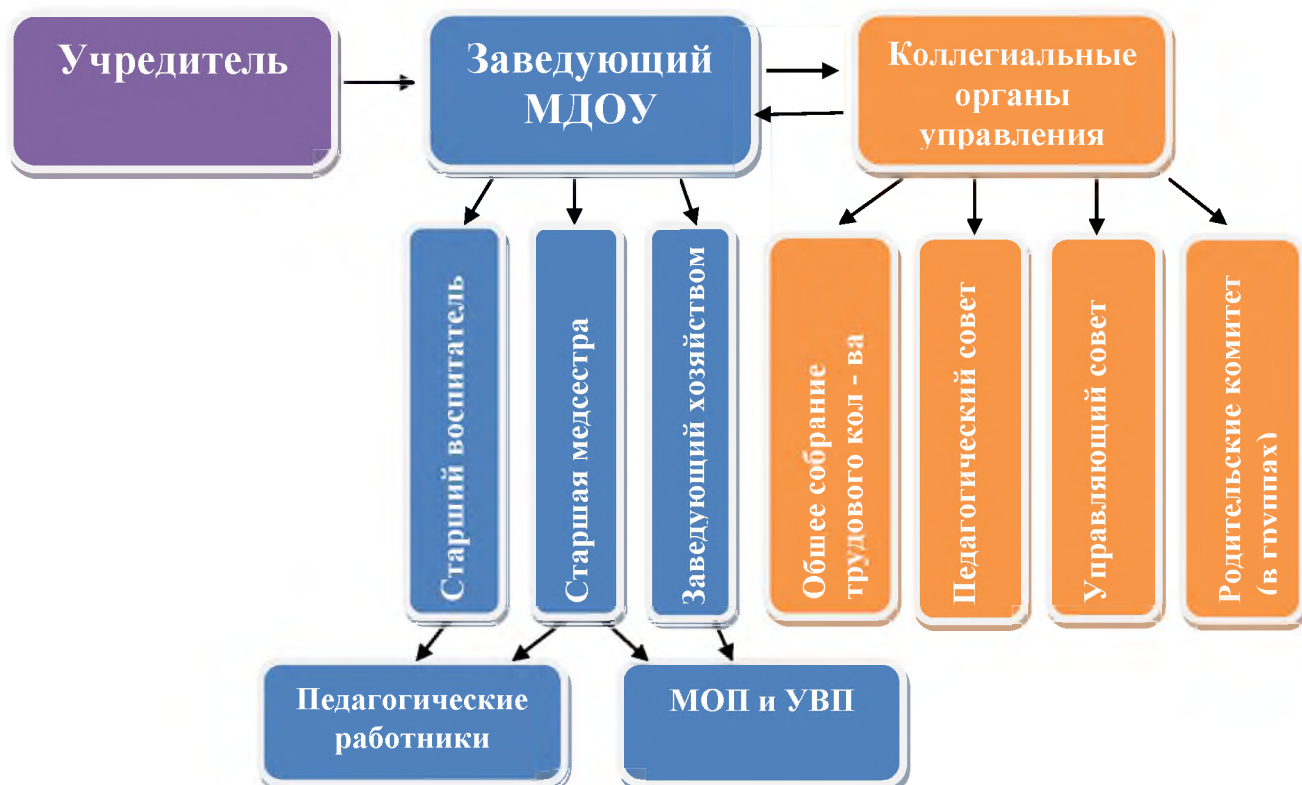 Учредитель
Заведующий
МДОУ
Коллегиальные
органы
управления
Старший воспитатель
Старшая медсестра
Заведующий хозяйством
Общее собрание
трудового кол - ва
Педагогический совет
Управляющий совет
Родительские комитет
(в группах)
Педагогические
работники
МОП и УВП